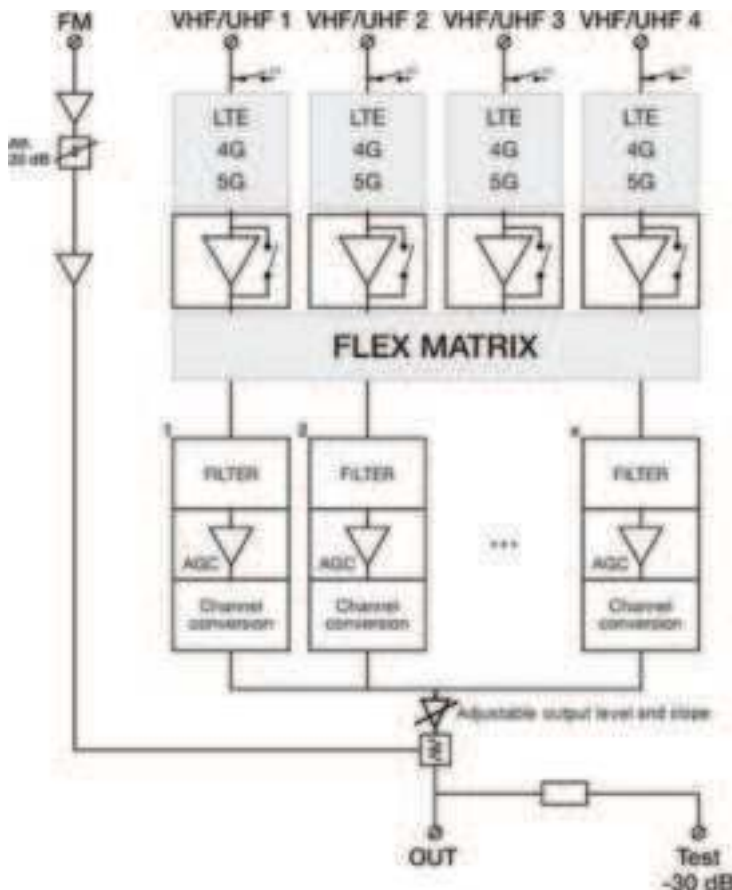 FM
VHF/UHF 1 VHF/UHF 2 VHF/UHF 3 VHF/UHF 4
LTE LTE LTE LTE
4G 4G 4G 4G
5G 5G 5G 5G
dB
FLEX MATRIX
1 2
FILTER FILTER FILTER
AGC AGC ... AGC
Channel conversion Channel conversion Channel conversion
Adjustable output level and slope
OUT
Test
-30 dB